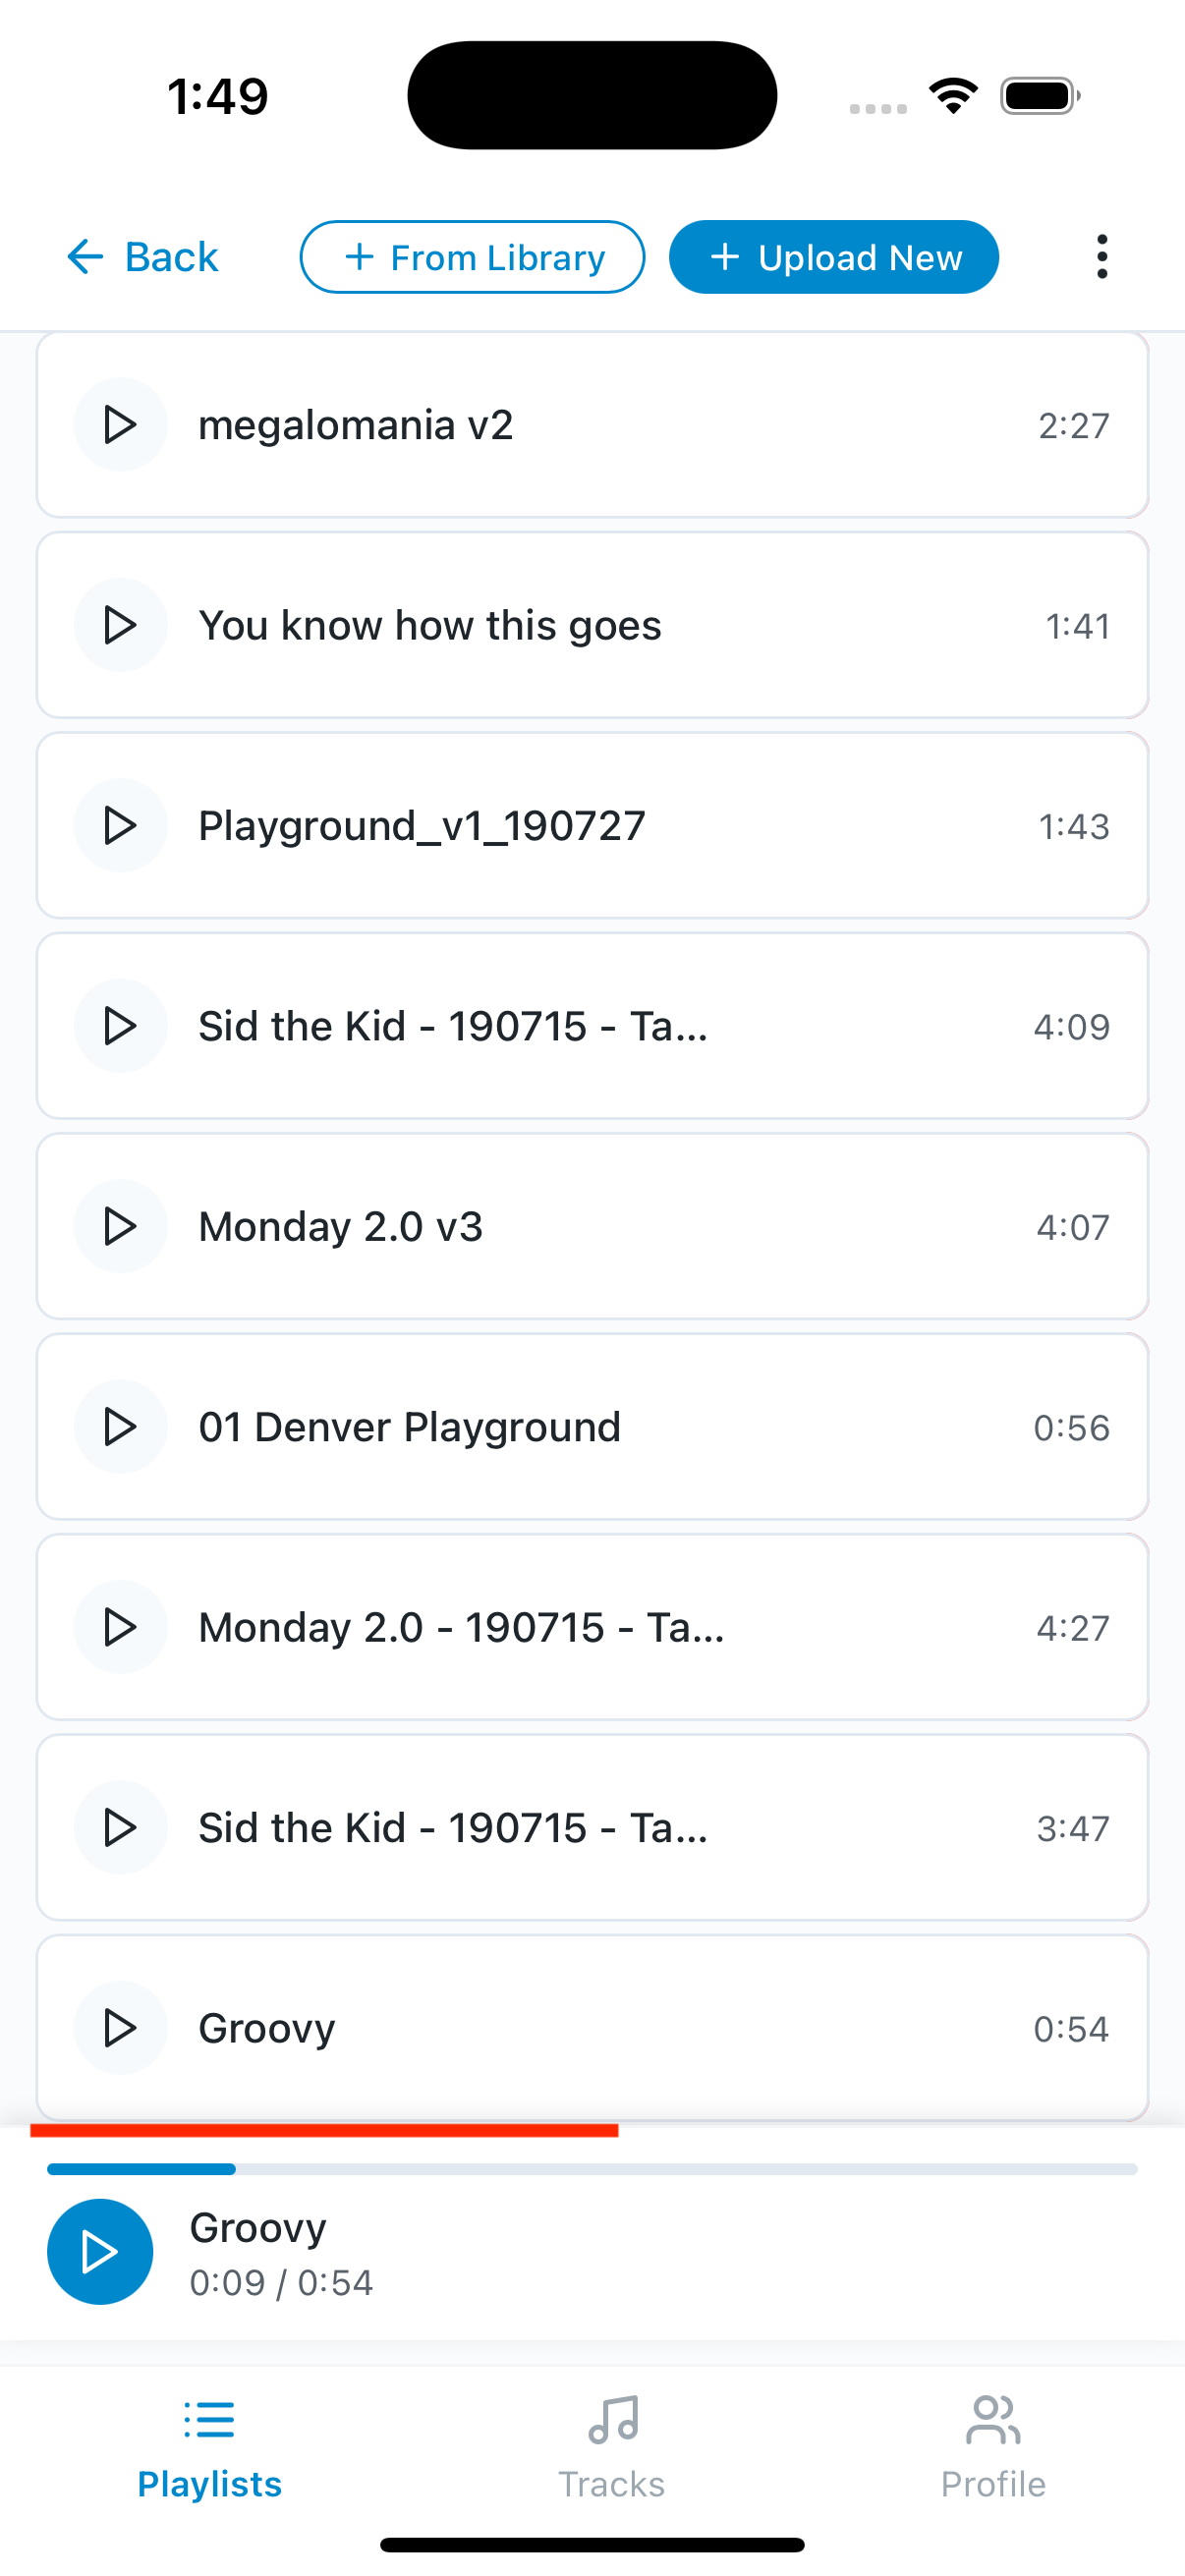 1:49
Back
From Library
Upload New
megalomania v2
2:27
You know how this goes
1:41
Playground_v1_190727
1:43
Sid the Kid - 190715 - Ta...
4:09
Monday 2.0 v3
4:07
01 Denver Playground
0:56
Monday 2.0 - 190715 - Ta...
4:27
Sid the Kid - 190715 - Ta...
3:47
Groovy
0:54
Groovy
0:09 / 0:54
Playlists
Tracks
Profile